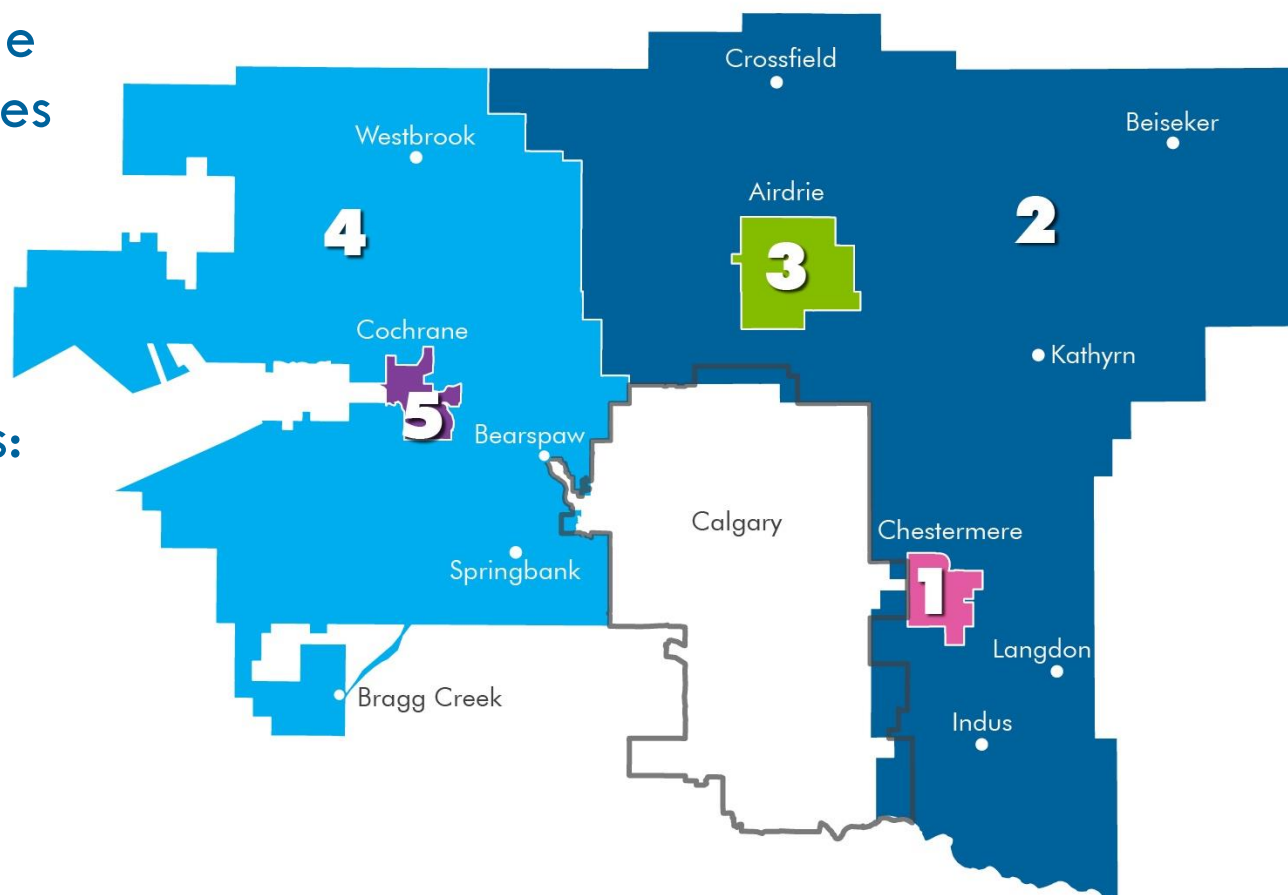 e
es
s:
Crossfield
Beiseker
Westbrook
Airdrie
4
2
3
Cochrane
Kathyrn
5
Bearspaw
Calgary
Chestermere
Springbank
1
Langdon
Bragg Creek
Indus